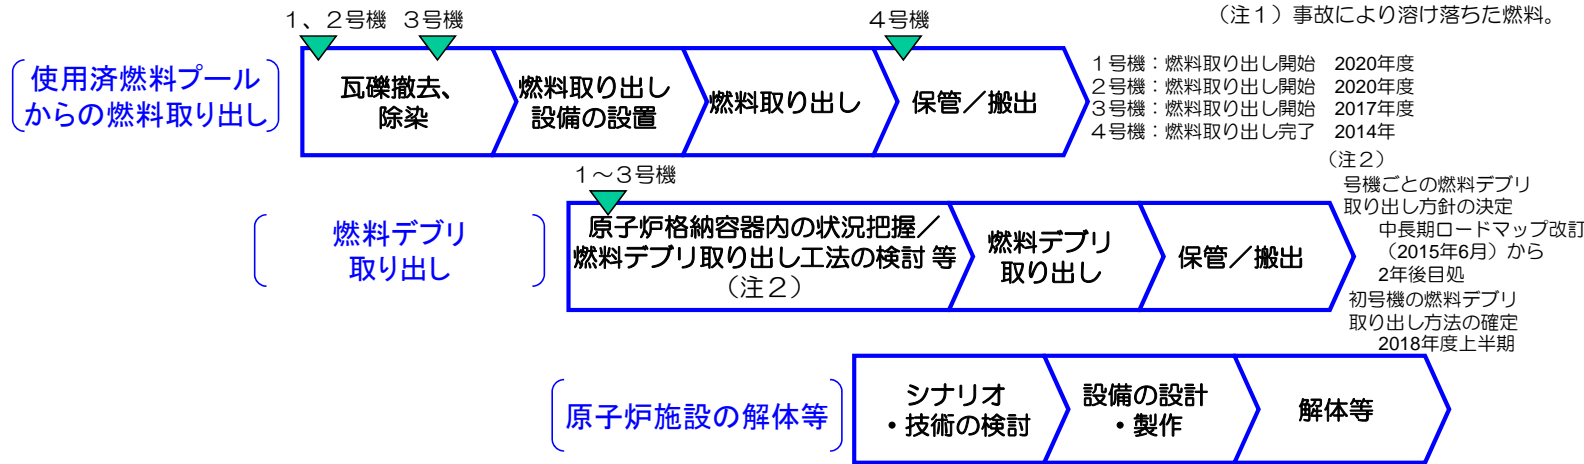 （注１）事故により溶け落ちた燃料。
１、２号機 ３号機 ４号機
使用済燃料プール
からの燃料取り出し
瓦礫撤去、
除染
燃料取り出し
設備の設置
燃料取り出し
保管／搬出
１号機：燃料取り出し開始 2020年度
２号機：燃料取り出し開始 2020年度
３号機：燃料取り出し開始 2017年度
４号機：燃料取り出し完了 2014年
１～３号機
燃料デブリ
取り出し
原子炉格納容器内の状況把握／
燃料デブリ取り出し工法の検討 等
（注２）
燃料デブリ
取り出し
保管／搬出
（注２）
号機ごとの燃料デブリ
取り出し方針の決定
中長期ロードマップ改訂
（2015年6月）から
2年後目処
初号機の燃料デブリ
取り出し方法の確定
2018年度上半期
原子炉施設の解体等
シナリオ
・技術の検討
設備の設計
・製作
解体等